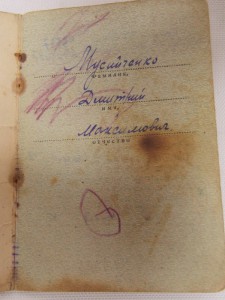 Мусийченко
фамилия
Дмитрий
имя
Максимович
отчество